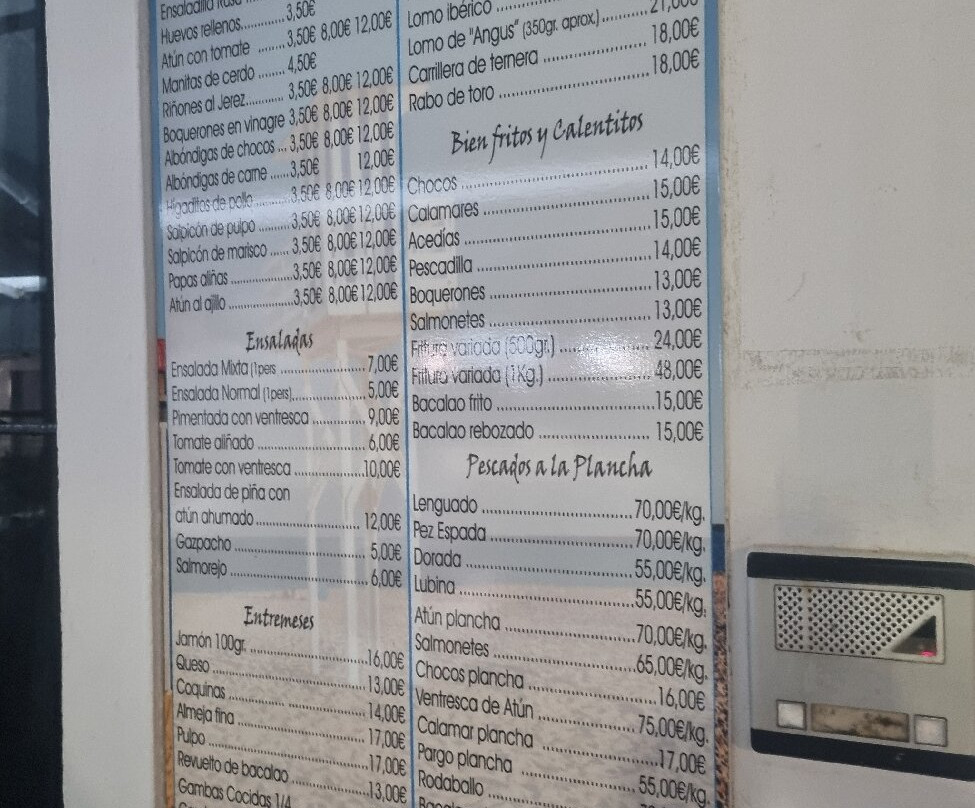 Ensaladilla Rusa
Huevos rellenos..............3,50€
Atún con tomate ........3,50€ 8,00€ 12,00€
Manitas de cerdo ........ 4,50€
Riñones al Jerez............ 3,50€ 8,00€ 12,00€
Boquerones en vinagre 3,50€ 8,00€ 12,00€
Albóndigas de chocos ... 3,50€ 8,00€ 12,00€
Albóndigas de carne ......3,50€ 12,00€
Higaditos de pollo...........3,50€ 8,00€ 12,00€
Salpicón de pulpo ..........3,50€ 8,00€ 12,00€
Salpicón de marisco ...... 3,50€ 8,00€ 12,00€
Papas aliñas ...................3,50€ 8,00€ 12,00€
Atún al ajillo ...................3,50€ 8,00€ 12,00€
Ensaladas
Ensalada Mixta (1pers ........................ 7,00€
Ensalada Normal (1pers)..................... 5,00€
Pimentada con ventresca .................. 9,00€
Tomate aliñado ................................ 6,00€
Tomate con ventresca ......................10,00€
Ensalada de piña con
atún ahumado............................... 12,00€
Gazpacho ....................................... 5,00€
Salmorejo ....................................... 6,00€
Entremeses
Jamón 100gr. .................................16,00€
Queso .............................................13,00€
Coquinas ........................................ 14,00€
Almeja fina .....................................17,00€
Pulpo ..............................................17,00€
Revuelto de bacalao .......................13,00€
Gambas Cocidas 1/4
Lomo ibérico
Lomo de "Angus" (350gr. aprox.)............. 21,00€
Carrillera de ternera ......................... 18,00€
Rabo de toro .................................... 18,00€
Bien fritos y Calentitos
Chocos ............................................ 14,00€
Calamares ....................................... 15,00€
Acedías ........................................... 15,00€
Pescadilla ........................................ 14,00€
Boquerones ..................................... 13,00€
Salmonetes ..................................... 13,00€
Fritura variada (500gr.) ..................... 24,00€
Fritura variada (1Kg.) ........................ 48,00€
Bacalao frito .....................................15,00€
Bacalao rebozado ............................ 15,00€
Pescados a la Plancha
Lenguado ....................................70,00€/kg.
Pez Espada ..................................70,00€/kg.
Dorada ........................................55,00€/kg.
Lubina .........................................55,00€/kg.
Atún plancha ...............................70,00€/kg.
Salmonetes ..................................65,00€/kg.
Chocos plancha ..............................16,00€
Ventresca de Atún .......................75,00€/kg.
Calamar plancha ............................17,00€
Pargo plancha .............................55,00€/kg.
Rodaballo